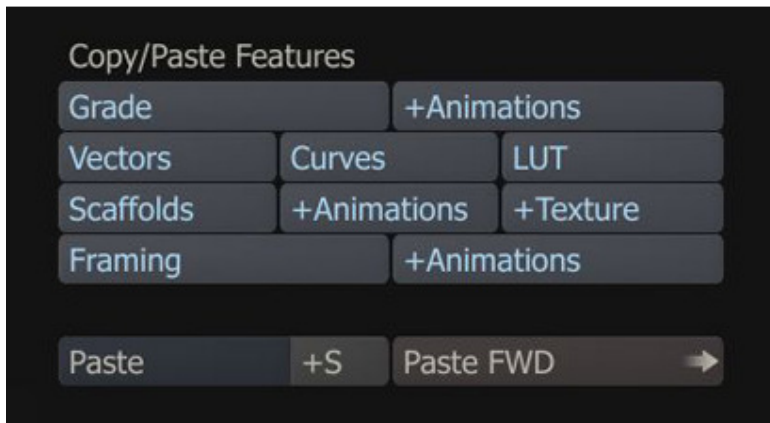 Copy/Paste Features
Grade +Animations
Vectors Curves LUT
Scaffolds +Animations +Texture
Framing +Animations
Paste +S Paste FWD